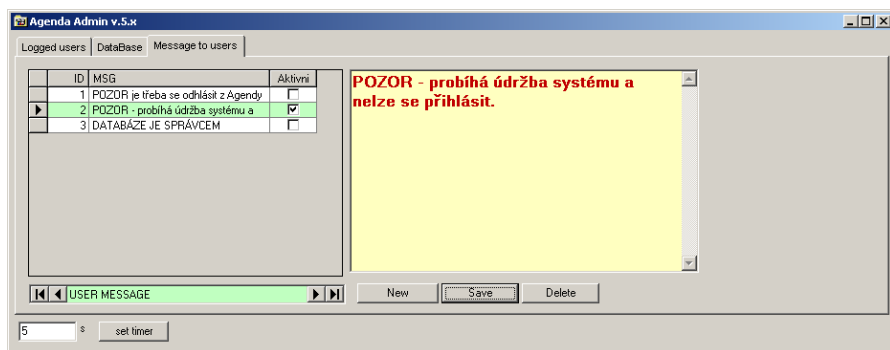 Agenda Admin v.5.x
Logged users DataBase Message to users
ID MSG Aktivni
1 POZOR je třeba se odhlásit z Agendy
2 POZOR - probíhá údržba systému a
3 DATABÁZE JE SPRÁVCEM
POZOR - probíhá údržba systému a
nelze se přihlásit.
USER MESSAGE
New Save Delete
5 s set timer